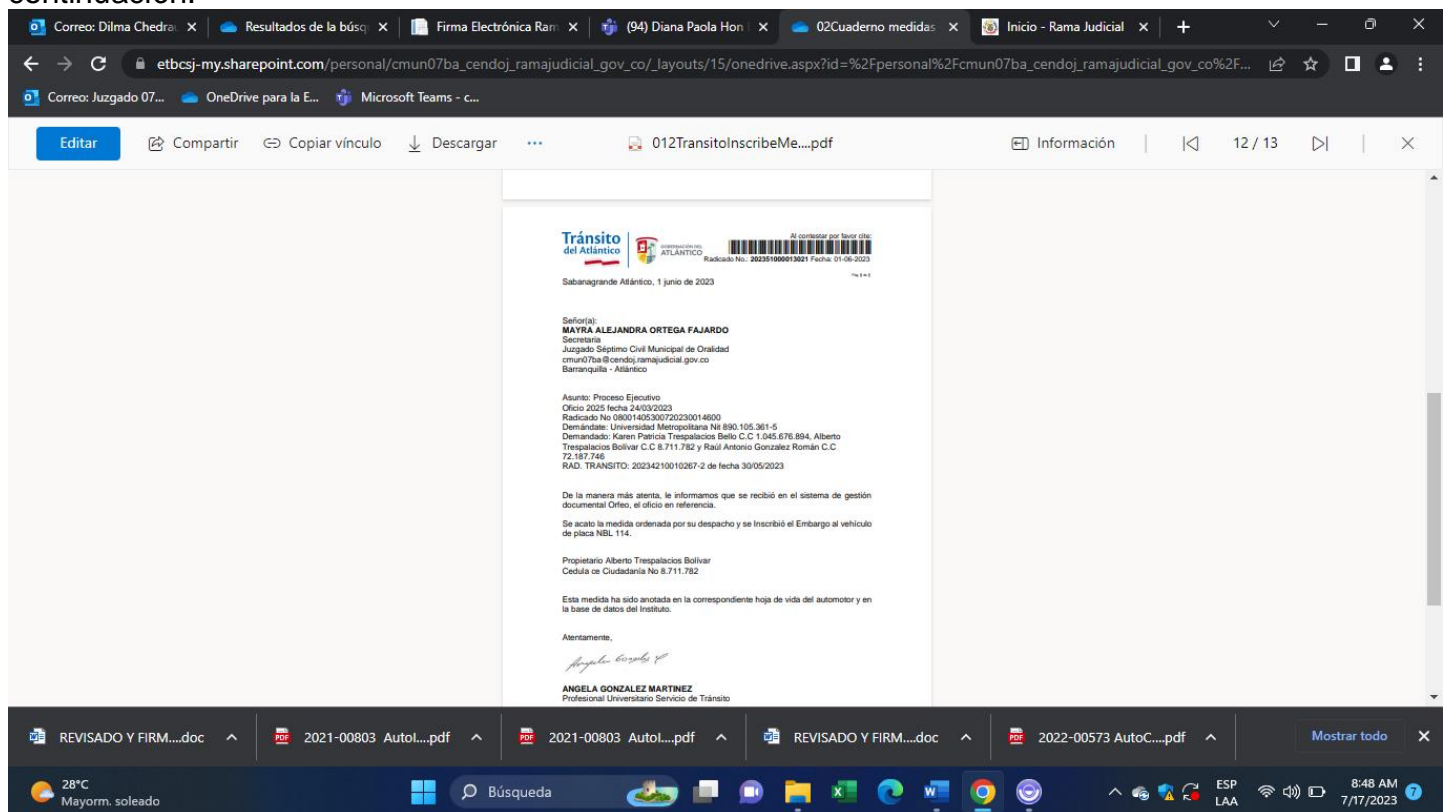 continuación.
Correo: Dilma Chedrau
Resultados de la búsq
Firma Electrónica Ram
(94) Diana Paola Hon
02Cuaderno medidas
Inicio - Rama Judicial
etbcsj-my.sharepoint.com/personal/cmun07ba_cendoj_ramajudicial_gov_co/_layouts/15/onedrive.aspx?id=%2Fpersonal%2Fcmun07ba_cendoj_ramajudicial_gov_co%2F...
Correo: Juzgado 07...
OneDrive para la E...
Microsoft Teams - c...
Editar
Compartir
Copiar vínculo
Descargar
...
012TransitoInscribeMe....pdf
Información
12 / 13
Tránsito
del Atlántico
GOBERNACIÓN DEL
ATLÁNTICO
Al contestar por favor cite:
Radicado No.: 202351000013021 Fecha: 01-06-2023
Sabanagrande Atlántico, 1 junio de 2023
Señor(a):
MAYRA ALEJANDRA ORTEGA FAJARDO
Secretaria
Juzgado Séptimo Civil Municipal de Oralidad
cmun07ba@cendoj.ramajudicial.gov.co
Barranquilla - Atlántico
Asunto: Proceso Ejecutivo
Oficio 2025 fecha 24/03/2023
Radicado No 08001405300720230014600
Demándate: Universidad Metropolitana Nit 890.105.361-5
Demandado: Karen Patricia Trespalacios Bello C.C 1.045.676.894, Alberto
Trespalacios Bolívar C.C 8.711.782 y Raúl Antonio Gonzalez Román C.C
72.187.746
RAD. TRANSITO: 20234210010267-2 de fecha 30/05/2023
De la manera más atenta, le informamos que se recibió en el sistema de gestión
documental Orfeo, el oficio en referencia.
Se acato la medida ordenada por su despacho y se Inscribió el Embargo al vehículo
de placa NBL 114.
Propietario Alberto Trespalacios Bolívar
Cedula ce Ciudadanía No 8.711.782
Esta medida ha sido anotada en la correspondiente hoja de vida del automotor y en
la base de datos del Instituto.
Atentamente,
ANGELA GONZALEZ MARTINEZ
Profesional Universitario Servicio de Tránsito
REVISADO Y FIRM....doc
2021-00803 AutoI....pdf
2021-00803 AutoI....pdf
REVISADO Y FIRM....doc
2022-00573 AutoC....pdf
Mostrar todo
28°C
Mayorm. soleado
Búsqueda
ESP
LAA
8:48 AM
7/17/2023
7